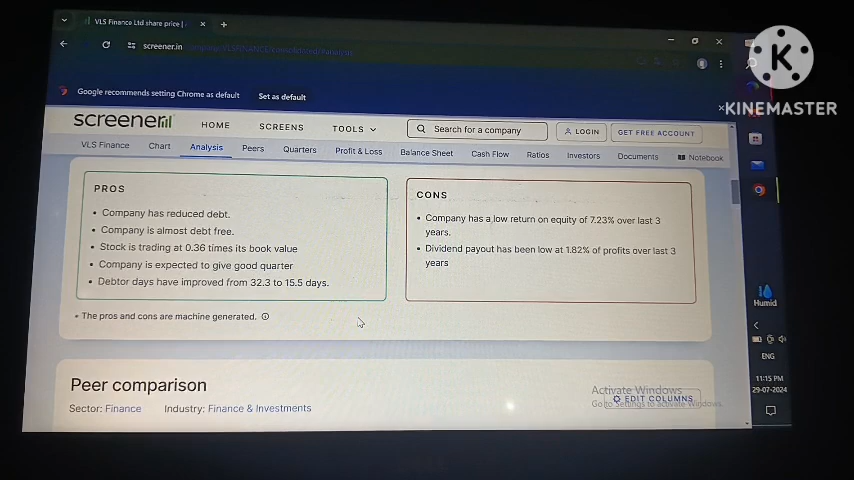 VLS Finance Ltd share price |
screener.in
Google recommends setting Chrome as default
Set as default
KINEMASTER
screener
HOME
SCREENS
TOOLS
Search for a company
LOGIN
GET FREE ACCOUNT
VLS Finance
Chart
Analysis
Peers
Quarters
Profit & Loss
Balance Sheet
Cash Flow
Ratios
Investors
Documents
Notebook
PROS
Company has reduced debt.
Company is almost debt free.
Stock is trading at 0.36 times its book value
Company is expected to give good quarter
Debtor days have improved from 32.3 to 15.5 days.
CONS
Company has a low return on equity of 7.23% over last 3
years.
Dividend payout has been low at 1.82% of profits over last 3
years
* The pros and cons are machine generated.
Peer comparison
Sector: Finance
Industry: Finance & Investments
Activate Windows
EDIT COLUMNS
Go to Settings to activate Windows.
Humid
ENG
11:15 PM
29-07-2024